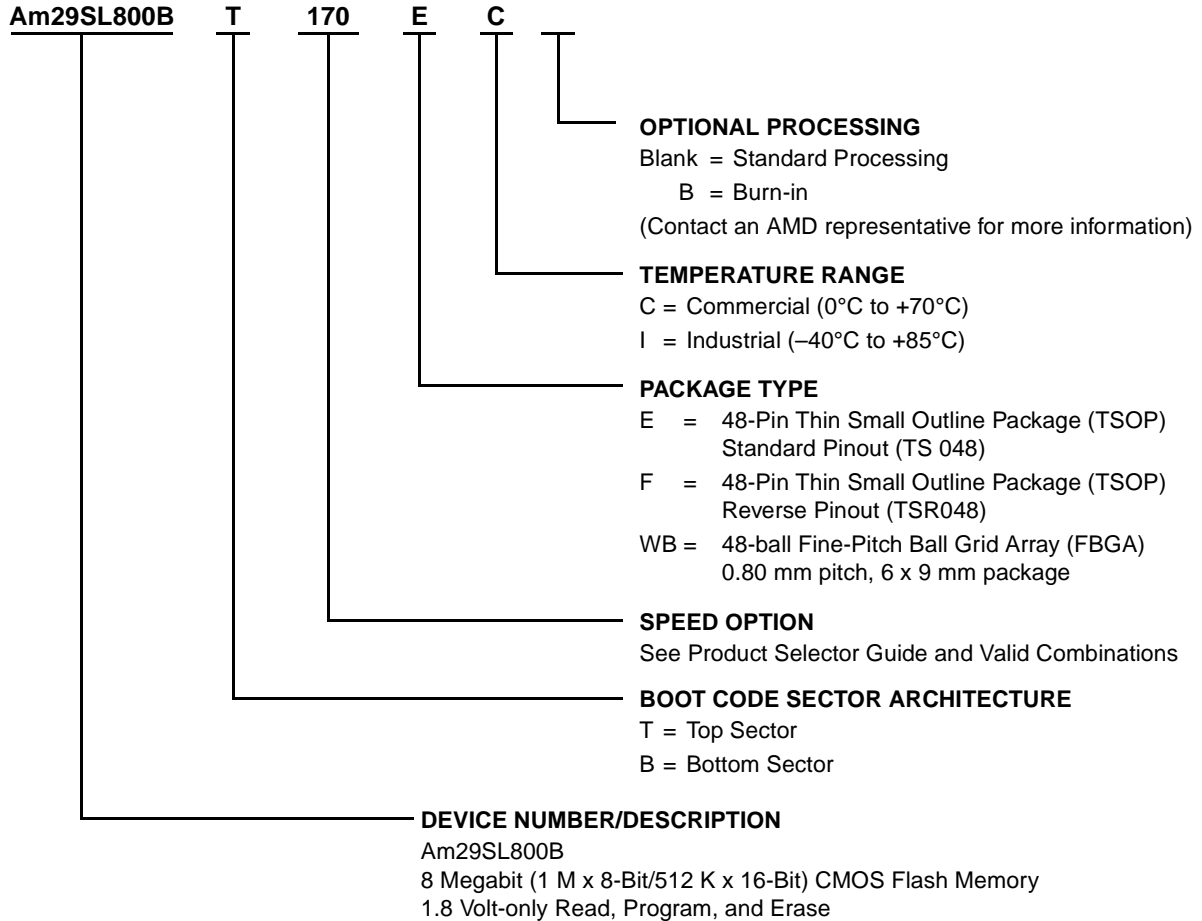 Am29SL800B T 170 E C
OPTIONAL PROCESSING
Blank = Standard Processing
B = Burn-in
(Contact an AMD representative for more information)
TEMPERATURE RANGE
C = Commercial (0°C to +70°C)
I = Industrial (–40°C to +85°C)
PACKAGE TYPE
E = 48-Pin Thin Small Outline Package (TSOP)
Standard Pinout (TS 048)
F = 48-Pin Thin Small Outline Package (TSOP)
Reverse Pinout (TSR048)
WB = 48-ball Fine-Pitch Ball Grid Array (FBGA)
0.80 mm pitch, 6 x 9 mm package
SPEED OPTION
See Product Selector Guide and Valid Combinations
BOOT CODE SECTOR ARCHITECTURE
T = Top Sector
B = Bottom Sector
DEVICE NUMBER/DESCRIPTION
Am29SL800B
8 Megabit (1 M x 8-Bit/512 K x 16-Bit) CMOS Flash Memory
1.8 Volt-only Read, Program, and Erase